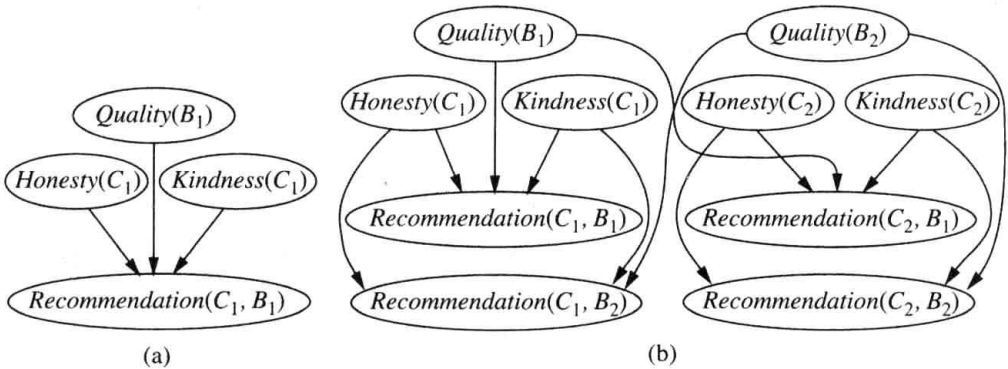 Quality(B₁)
Honesty(C₁)
Kindness(C₁)
Recommendation(C₁, B₁)
(a)
Quality(B₁)
Quality(B₂)
Honesty(C₁)
Kindness(C₁)
Honesty(C₂)
Kindness(C₂)
Recommendation(C₁, B₁)
Recommendation(C₂, B₁)
Recommendation(C₁, B₂)
Recommendation(C₂, B₂)
(b)